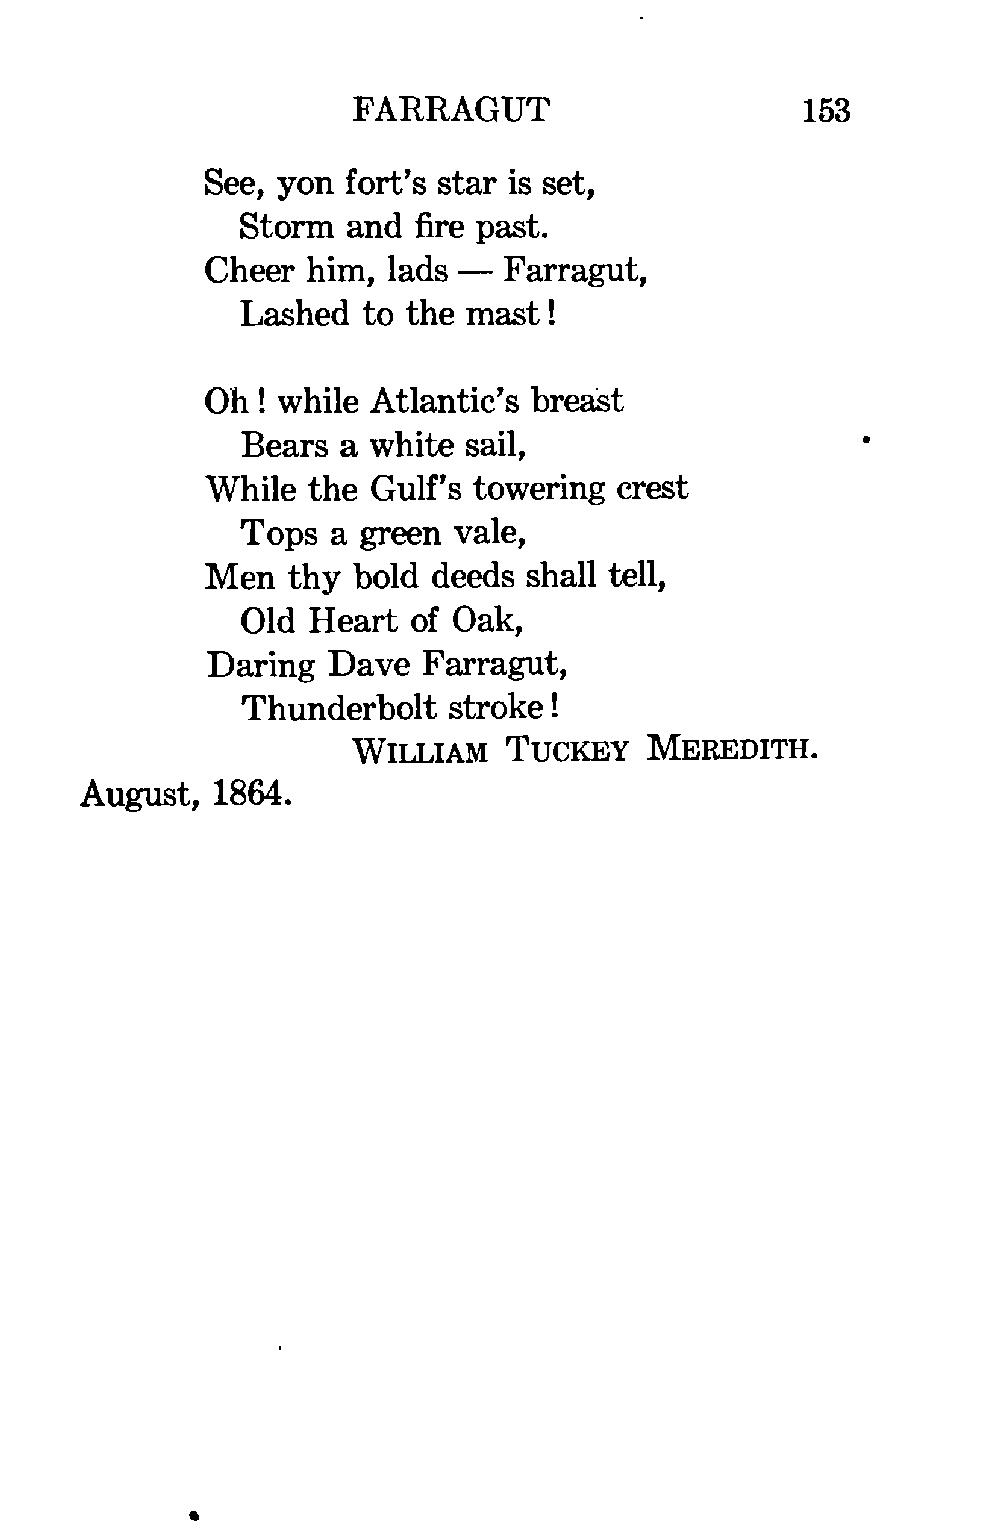 FARRAGUT 153
See, yon fort's star is set,
Storm and fire past.
Cheer him, lads — Farragut,
Lashed to the mast!
Oh! while Atlantic's breast
Bears a white sail,
While the Gulf's towering crest
Tops a green vale,
Men thy bold deeds shall tell,
Old Heart of Oak,
Daring Dave Farragut,
Thunderbolt stroke!
WILLIAM TUCKEY MEREDITH.
August, 1864.